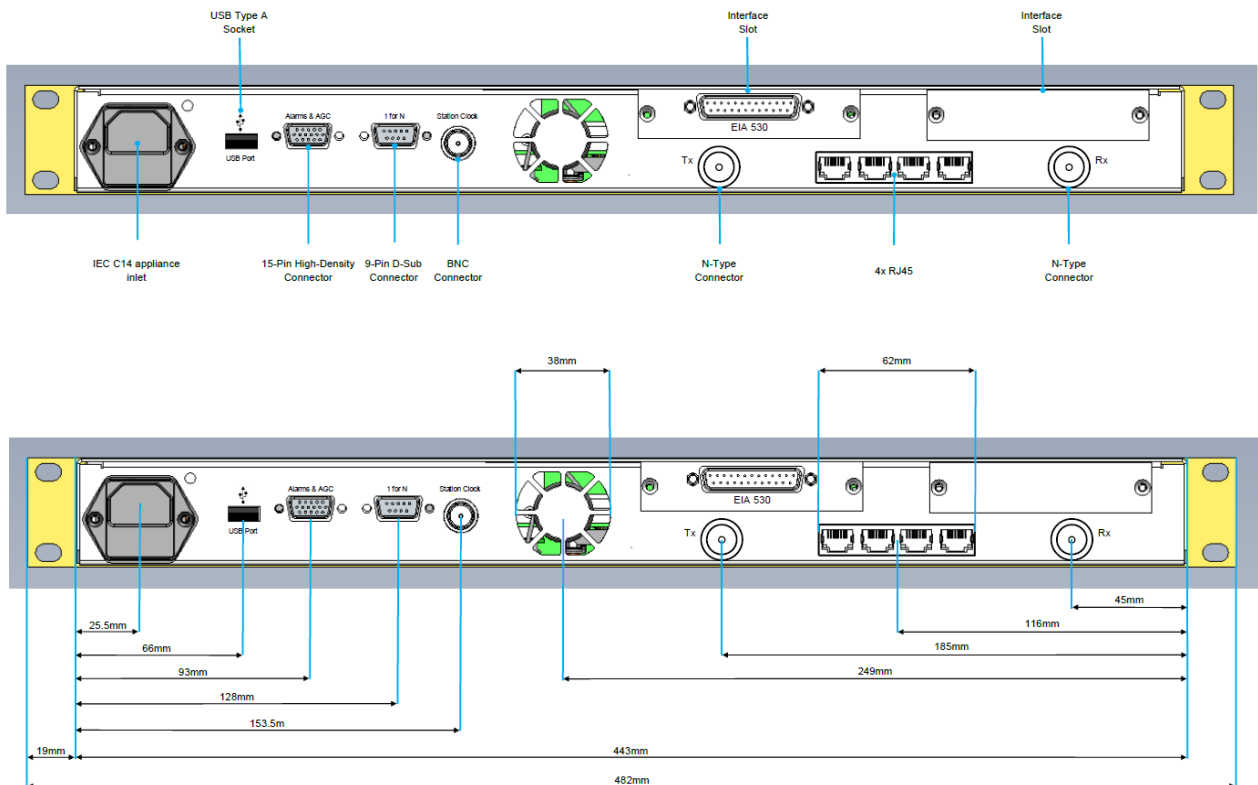 USB Type A
Socket
Interface
Slot
Interface
Slot
Alarms & AGC
1 for N
Station Clock
USB Port
EIA 530
Tx
Rx
IEC C14 appliance
inlet
15-Pin High-Density
Connector
9-Pin D-Sub
Connector
BNC
Connector
N-Type
Connector
4x RJ45
N-Type
Connector
38mm
62mm
Alarms & AGC
1 for N
Station Clock
USB Port
EIA 530
Tx
Rx
25.5mm
45mm
66mm
116mm
93mm
185mm
128mm
249mm
153.5m
19mm
443mm
482mm